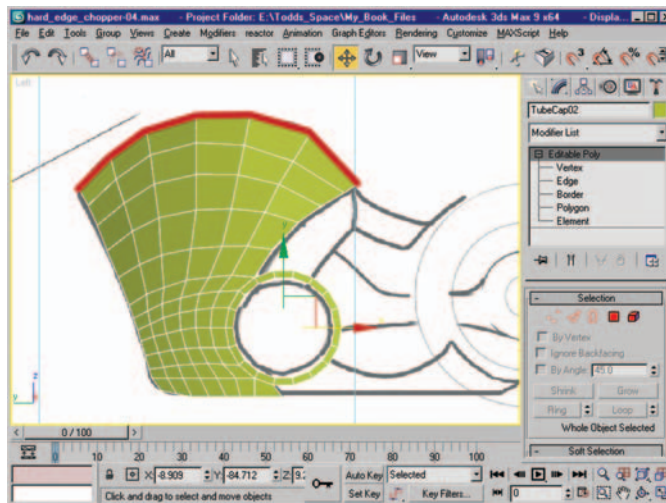 hard_edge_chopper-04.max - Project Folder: E:\Todds_Space\My_Book_Files - Autodesk 3ds Max 9 x64 - Displa...
File Edit Tools Group Views Create Modifiers reactor Animation Graph Editors Rendering Customize MAXScript Help
All View 3 %
Left
TubeCap02
Modifier List
Editable Poly
Vertex
Edge
Border
Polygon
Element
- Selection
By Vertex
Ignore Backfacing
By Angle: 45.0
Shrink Grow
Ring Loop
Whole Object Selected
- Soft Selection
y
x
z
y
0 / 100
0 10 20 30 40 50 60 70 80 90 100
X: -8.909 Y: -84.712 Z: 9.
Auto Key Selected
Click and drag to select and move objects
Set Key Key Filters... 0